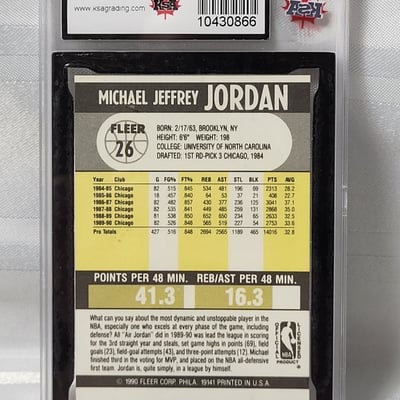 www.ksagrading.com
KSA
10430866
KSA
MICHAEL JEFFREY JORDAN
FLEER
26
BORN: 2/17/63, BROOKLYN, NY
HEIGHT: 6'6" WEIGHT: 198
COLLEGE: UNIVERSITY OF NORTH CAROLINA
DRAFTED: 1ST RD-PICK 3 CHICAGO, 1984
Year Club G FG% FT% REB AST STL BLK PTS AVG
1984-85 Chicago 82 .515 .845 534 481 196 69 2313 28.2
1985-86 Chicago 18 .457 .840 64 53 37 21 408 22.7
1986-87 Chicago 82 .482 .857 430 377 236 125 3041 37.1
1987-88 Chicago 82 .535 .841 449 485 259 131 2868 35.0
1988-89 Chicago 81 .538 .850 652 650 234 65 2633 32.5
1989-90 Chicago 82 .526 .848 565 519 227 54 2753 33.6
Pro Totals 427 .516 .848 2694 2565 1189 465 14016 32.8
POINTS PER 48 MIN. REB/AST PER 48 MIN.
41.3 16.3
What can you say about the most dynamic and unstoppable player in the
NBA, especially one who excels at every phase of the game, including
defense? All "Air Jordan" did in 1989-90 was lead the league in scoring
for the 3rd year straight and steals, set game highs in points (69), field
goals (23), field-goal attempts (43), and three-point attempts (12). Michael
finished third in the voting for MVP, and was placed on the NBA all-defensive
first team. Jordan is, quite simply, in a league by himself.
OFFICIAL LICENSED
NBA
PRODUCT
© 1990 FLEER CORP. PHILA. 19141 PRINTED IN U.S.A.